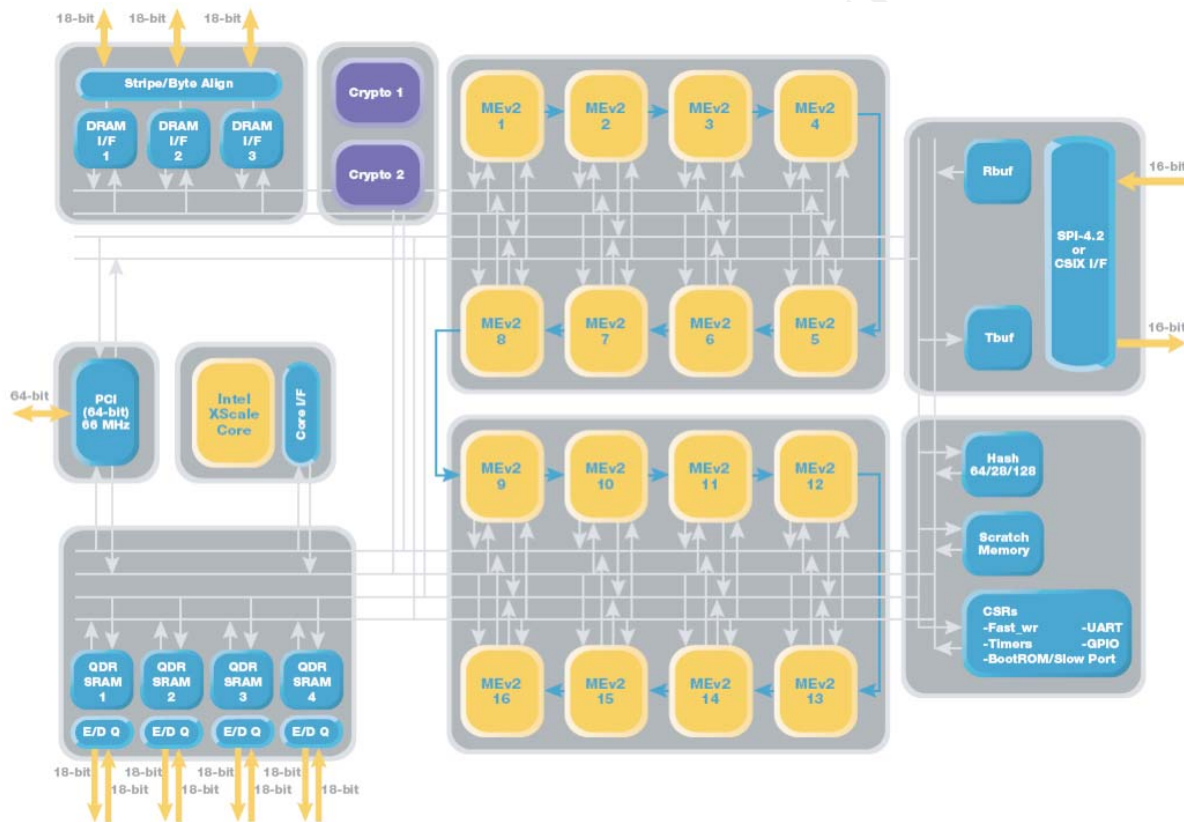 18-bit 18-bit 18-bit
Stripe/Byte Align
DRAM I/F 1
DRAM I/F 2
DRAM I/F 3
Crypto 1
Crypto 2
MEv2 1
MEv2 2
MEv2 3
MEv2 4
MEv2 8
MEv2 7
MEv2 6
MEv2 5
Rbuf
Tbuf
SPI-4.2
or
CSIX I/F
16-bit
16-bit
64-bit
PCI
(64-bit)
66 MHz
Intel
XScale
Core
Core I/F
MEv2 9
MEv2 10
MEv2 11
MEv2 12
MEv2 16
MEv2 15
MEv2 14
MEv2 13
Hash
64/28/128
Scratch
Memory
CSRs
-Fast_wr -UART
-Timers -GPIO
-BootROM/Slow Port
QDR SRAM 1
QDR SRAM 2
QDR SRAM 3
QDR SRAM 4
E/D Q E/D Q E/D Q E/D Q
18-bit 18-bit 18-bit 18-bit
18-bit 18-bit 18-bit 18-bit